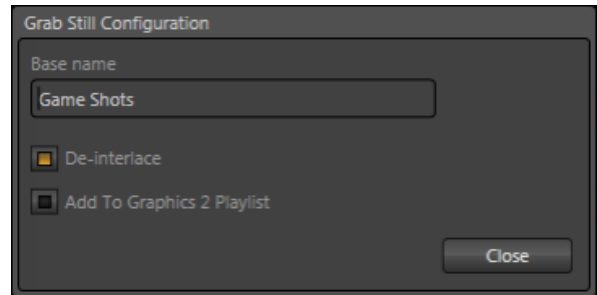 Grab Still Configuration
Base name
Game Shots
De-interlace
Add To Graphics 2 Playlist
Close